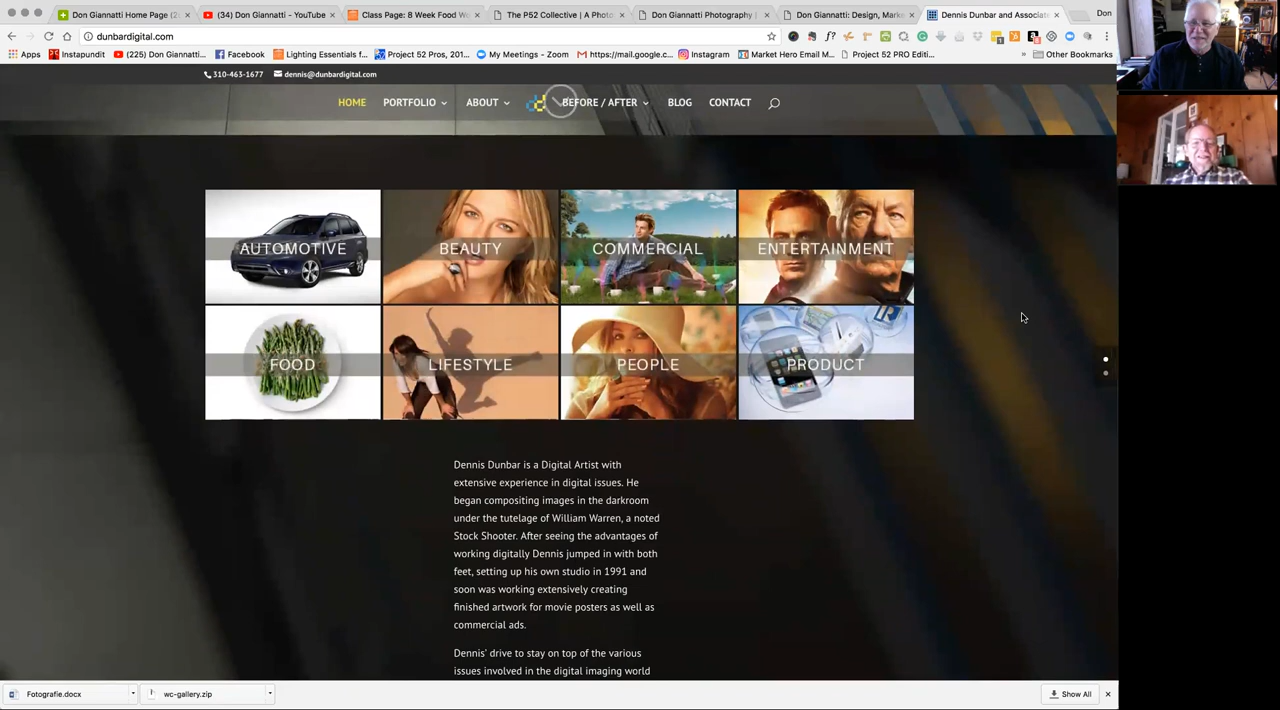 Don Giannatti Home Page (2
(34) Don Giannatti - YouTube
Class Page: 8 Week Food W
The P52 Collective | A Photo
Don Giannatti Photography |
Don Giannatti: Design, Marke
Dennis Dunbar and Associate
Don
dunbardigital.com
Apps
Instapundit
(225) Don Giannatti...
Facebook
Lighting Essentials f...
Project 52 Pros, 201...
My Meetings - Zoom
https://mail.google.c...
Instagram
Market Hero Email M...
Project 52 PRO Editi...
»
Other Bookmarks
310-463-1677
dennis@dunbardigital.com
HOME
PORTFOLIO
ABOUT
BEFORE / AFTER
BLOG
CONTACT
AUTOMOTIVE
BEAUTY
COMMERCIAL
ENTERTAINMENT
FOOD
LIFESTYLE
PEOPLE
PRODUCT
Dennis Dunbar is a Digital Artist with
extensive experience in digital issues. He
began compositing images in the darkroom
under the tutelage of William Warren, a noted
Stock Shooter. After seeing the advantages of
working digitally Dennis jumped in with both
feet, setting up his own studio in 1991 and
soon was working extensively creating
finished artwork for movie posters as well as
commercial ads.
Dennis' drive to stay on top of the various
issues involved in the digital imaging world
Fotografie.docx
wc-gallery.zip
Show All